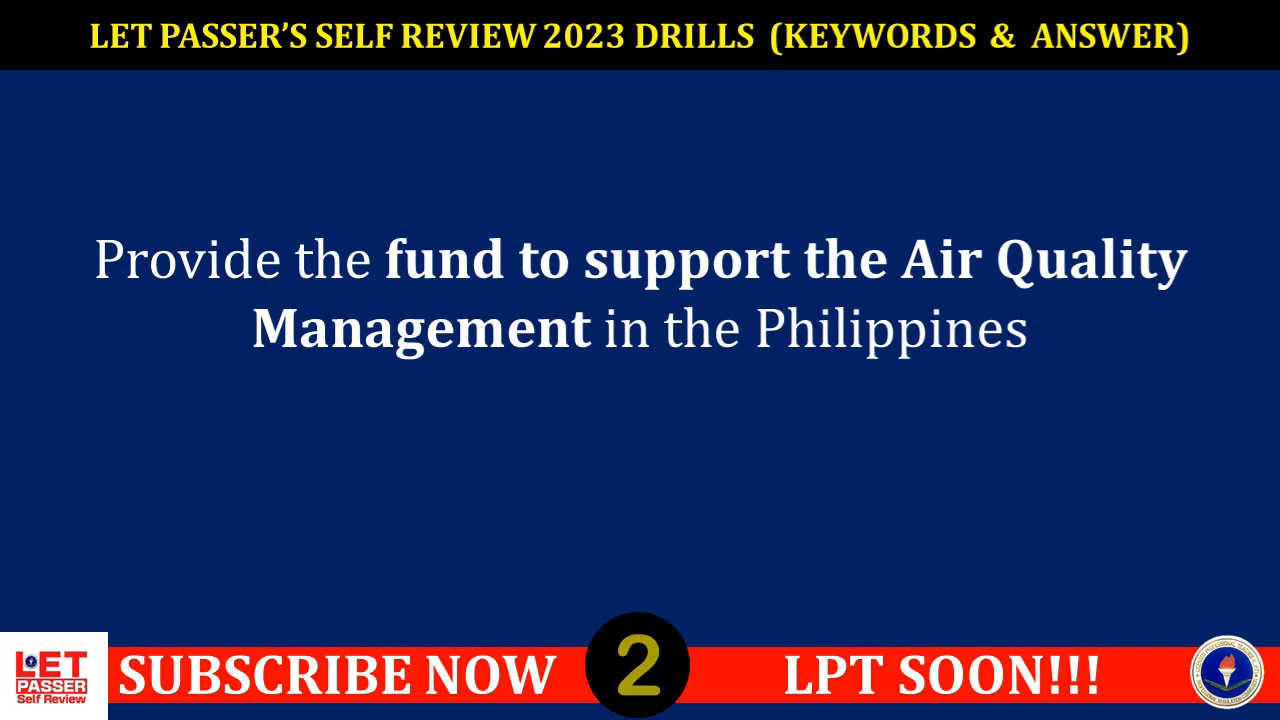 LET PASSER’S SELF REVIEW 2023 DRILLS (KEYWORDS & ANSWER)
Provide the fund to support the Air Quality
Management in the Philippines
LET
PASSER
Self Review
SUBSCRIBE NOW
2
LPT SOON!!!